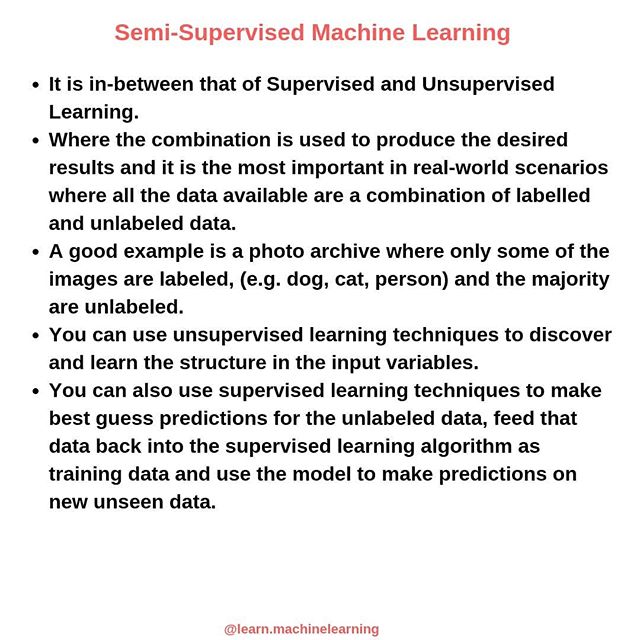 Semi-Supervised Machine Learning
• It is in-between that of Supervised and Unsupervised
Learning.
• Where the combination is used to produce the desired
results and it is the most important in real-world scenarios
where all the data available are a combination of labelled
and unlabeled data.
• A good example is a photo archive where only some of the
images are labeled, (e.g. dog, cat, person) and the majority
are unlabeled.
• You can use unsupervised learning techniques to discover
and learn the structure in the input variables.
• You can also use supervised learning techniques to make
best guess predictions for the unlabeled data, feed that
data back into the supervised learning algorithm as
training data and use the model to make predictions on
new unseen data.
@learn.machinelearning